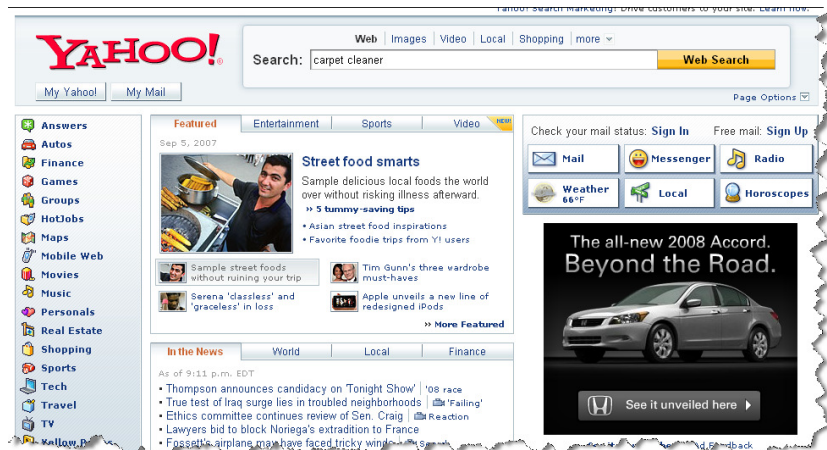 Yahoo! Search Marketing: Drive customers to your site. Learn how.
YAHOO!
Web | Images | Video | Local | Shopping | more
Search: carpet cleaner Web Search
My Yahoo! My Mail
Page Options
Answers
Autos
Finance
Games
Groups
HotJobs
Maps
Mobile Web
Movies
Music
Personals
Real Estate
Shopping
Sports
Tech
Travel
TV
Featured Entertainment Sports Video NEW!
Sep 5, 2007
Street food smarts
Sample delicious local foods the world
over without risking illness afterward.
» 5 tummy-saving tips
• Asian street food inspirations
• Favorite foodie trips from Y! users
Sample street foods
without ruining your trip
Tim Gunn's three wardrobe
must-haves
Serena 'classless' and
'graceless' in loss
Apple unveils a new line of
redesigned iPods
» More Featured
In the News World Local Finance
As of 9:11 p.m. EDT
• Thompson announces candidacy on 'Tonight Show' | '08 race
• True test of Iraq surge lies in troubled neighborhoods | 'Failing'
• Ethics committee continues review of Sen. Craig | Reaction
• Lawyers bid to block Noriega's extradition to France
• Fossett's airplane may have faced tricky winds
Check your mail status: Sign In Free mail: Sign Up
Mail Messenger Radio
Weather
66°F
Local Horoscopes
The all-new 2008 Accord.
Beyond the Road.
See it unveiled here
Feedback